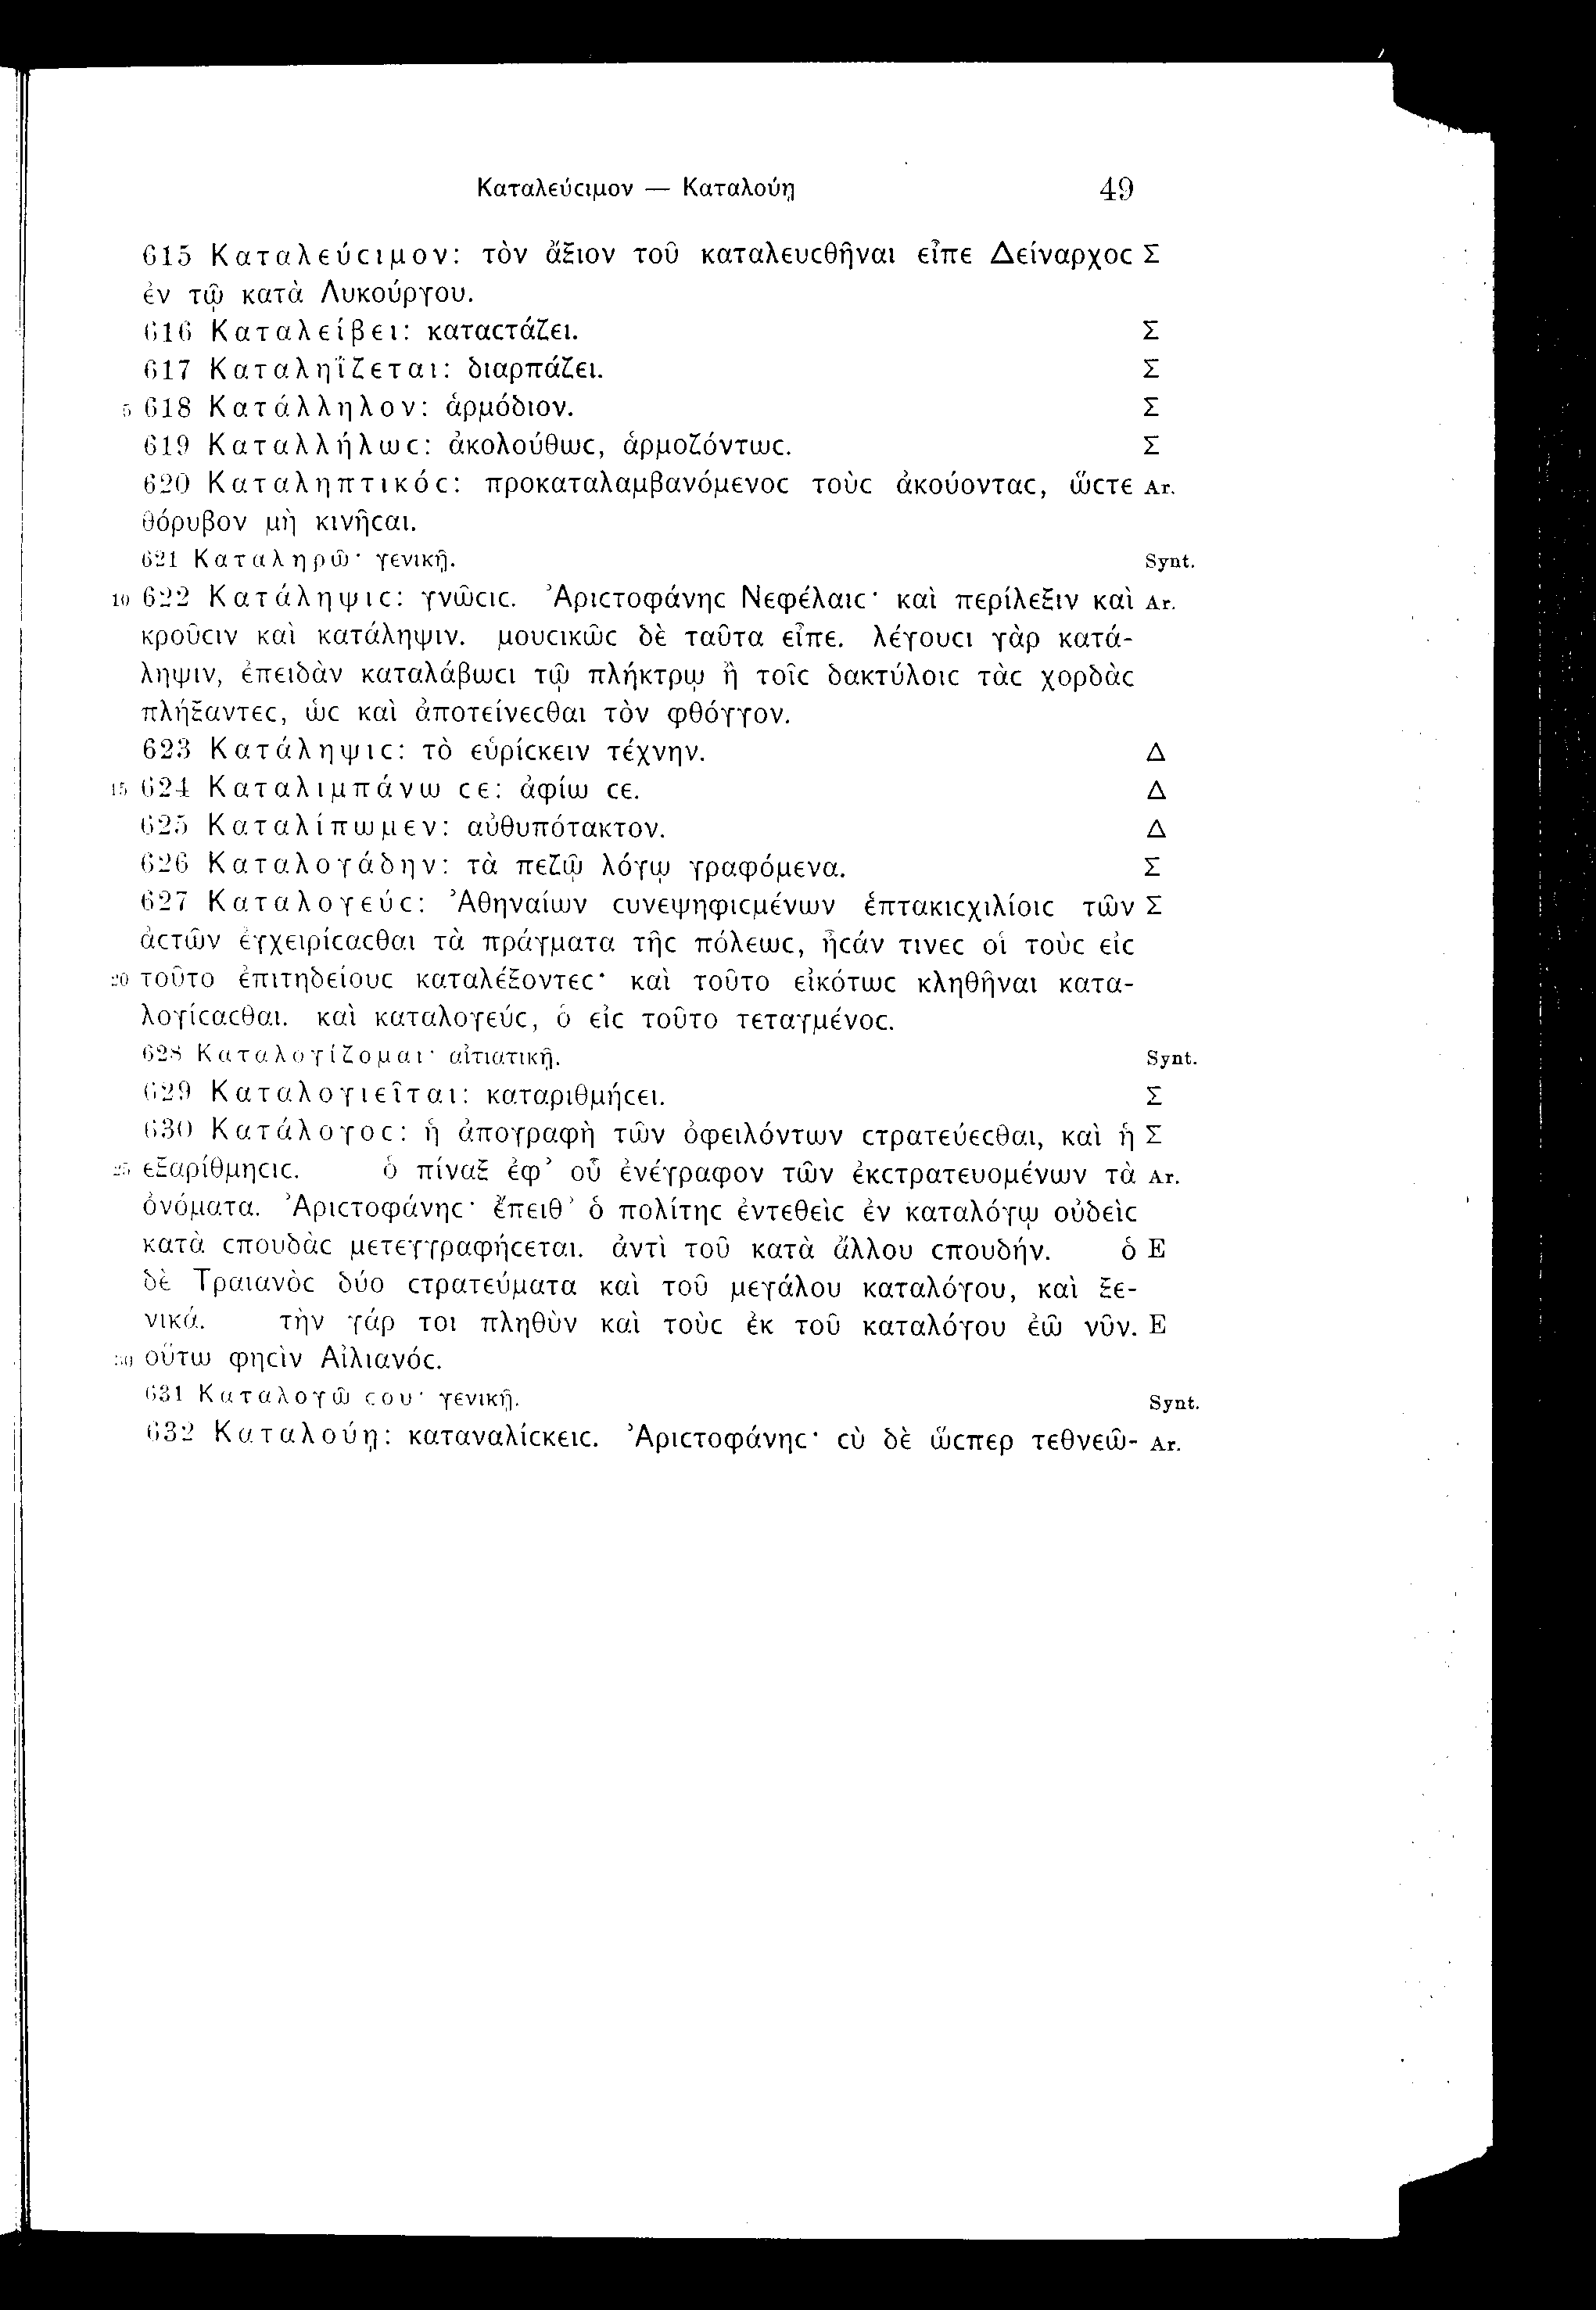 Καταλεύϲιμον — Καταλούῃ 49
615 Καταλεύϲιμον: τὸν ἄξιον τοῦ καταλευϲθῆναι εἶπε Δείναρχοϲ Σ
ἐν τῷ κατὰ Λυκούργου.
616 Καταλείβει: καταϲτάζει. Σ
617 Καταληΐζεται: διαρπάζει. Σ
5 618 Κατάλληλον: ἁρμόδιον. Σ
619 Καταλλήλωϲ: ἀκολούθωϲ, ἁρμοζόντωϲ. Σ
620 Καταληπτικόϲ: προκαταλαμβανόμενοϲ τοὺϲ ἀκούονταϲ, ὥϲτε Ar.
θόρυβον μὴ κινῆϲαι.
621 Καταληρῶ· γενικῇ. Synt.
10 622 Κατάληψιϲ: γνῶϲιϲ. Ἀριϲτοφάνηϲ Νεφέλαιϲ· καὶ περίλεξιν καὶ Ar.
κροῦϲιν καὶ κατάληψιν. μουϲικῶϲ δὲ ταῦτα εἶπε. λέγουϲι γὰρ κατά-
ληψιν, ἐπειδὰν καταλάβωϲι τῷ πλήκτρῳ ἢ τοῖϲ δακτύλοιϲ τὰϲ χορδὰϲ
πλήξαντεϲ, ὡϲ καὶ ἀποτείνεϲθαι τὸν φθόγγον.
623 Κατάληψιϲ: τὸ εὑρίϲκειν τέχνην. Δ
15 624 Καταλιμπάνω ϲε: ἀφίω ϲε. Δ
625 Καταλίπωμεν: αὐθυπότακτον. Δ
626 Καταλογάδην: τὰ πεζῷ λόγῳ γραφόμενα. Σ
627 Καταλογεύϲ: Ἀθηναίων ϲυνεψηφιϲμένων ἑπτακιϲχιλίοιϲ τῶν Σ
ἀϲτῶν ἐγχειρίϲαϲθαι τὰ πράγματα τῆϲ πόλεωϲ, ἦϲάν τινεϲ οἱ τοὺϲ εἰϲ
20 τοῦτο ἐπιτηδείουϲ καταλέξοντεϲ· καὶ τοῦτο εἰκότωϲ κληθῆναι κατα-
λογίϲαϲθαι. καὶ καταλογεύϲ, ὁ εἰϲ τοῦτο τεταγμένοϲ.
628 Καταλογίζομαι· αἰτιατικῇ. Synt.
629 Καταλογιεῖται: καταριθμήϲει. Σ
630 Κατάλογοϲ: ἡ ἀπογραφὴ τῶν ὀφειλόντων ϲτρατεύεϲθαι, καὶ ἡ Σ
25 ἐξαρίθμηϲιϲ. ὁ πίναξ ἐφ’ οὗ ἐνέγραφον τῶν ἐκϲτρατευομένων τὰ Ar.
ὀνόματα. Ἀριϲτοφάνηϲ· ἔπειθ’ ὁ πολίτηϲ ἐντεθεὶϲ ἐν καταλόγῳ οὐδεὶϲ
κατὰ ϲπουδὰϲ μετεγγραφήϲεται. ἀντὶ τοῦ κατὰ ἄλλου ϲπουδήν. ὁ E
δὲ Τραιανὸϲ δύο ϲτρατεύματα καὶ τοῦ μεγάλου καταλόγου, καὶ ξε-
νικά. τὴν γάρ τοι πληθὺν καὶ τοὺϲ ἐκ τοῦ καταλόγου ἐῶ νῦν. E
30 οὕτω φηϲὶν Αἰλιανόϲ.
631 Καταλογῶ ϲου· γενικῇ. Synt.
632 Καταλούῃ: καταναλίϲκειϲ. Ἀριϲτοφάνηϲ· ϲὺ δὲ ὥϲπερ τεθνεῶ- Ar.